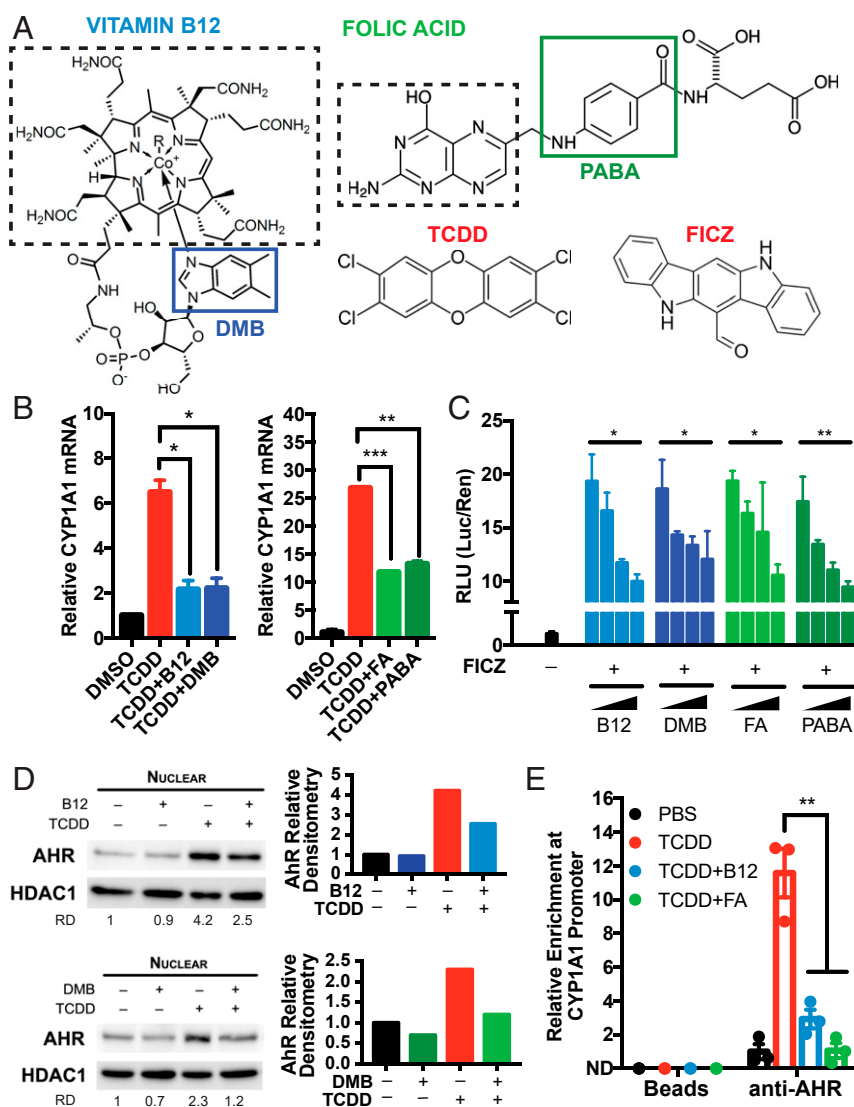 A
VITAMIN B12
FOLIC ACID
H₂NOC
CONH₂
H₂NOC
CONH₂
R
Co⁺
N
N
N
N
H
H₂NOC
H₂NOC
CONH₂
O
NH
N
N
DMB
HO
O
O
O
P
O⁻
O
HO
HO
N
N
H₂N
N
N
N
H
PABA
O
N
H
O
OH
O
OH
TCDD
Cl
Cl
O
O
Cl
Cl
FICZ
H
N
N
H
O
B
Relative CYP1A1 mRNA
10
8
6
4
2
0
*
*
DMSO
TCDD
TCDD+B12
TCDD+DMB
Relative CYP1A1 mRNA
45
40
35
30
25
20
15
10
5
0
**
***
DMSO
TCDD
TCDD+FA
TCDD+PABA
C
RLU (Luc/Ren)
25
20
15
10
0
* * * **
FICZ – + + + +
B12 DMB FA PABA
D
NUCLEAR
B12 – + – +
TCDD – – + +
AHR
HDAC1
RD 1 0.9 4.2 2.5
AhR Relative
Densitometry
5
4
3
2
1
0
B12 – + – +
TCDD – – + +
NUCLEAR
DMB – + – +
TCDD – – + +
AHR
HDAC1
RD 1 0.7 2.3 1.2
AhR Relative
Densitometry
2.5
2.0
1.5
1.0
0.5
0.0
DMB – + – +
TCDD – – + +
E
Relative Enrichment at
CYP1A1 Promoter
16
14
12
10
8
6
4
2
ND
PBS
TCDD
TCDD+B12
TCDD+FA
**
Beads anti-AHR